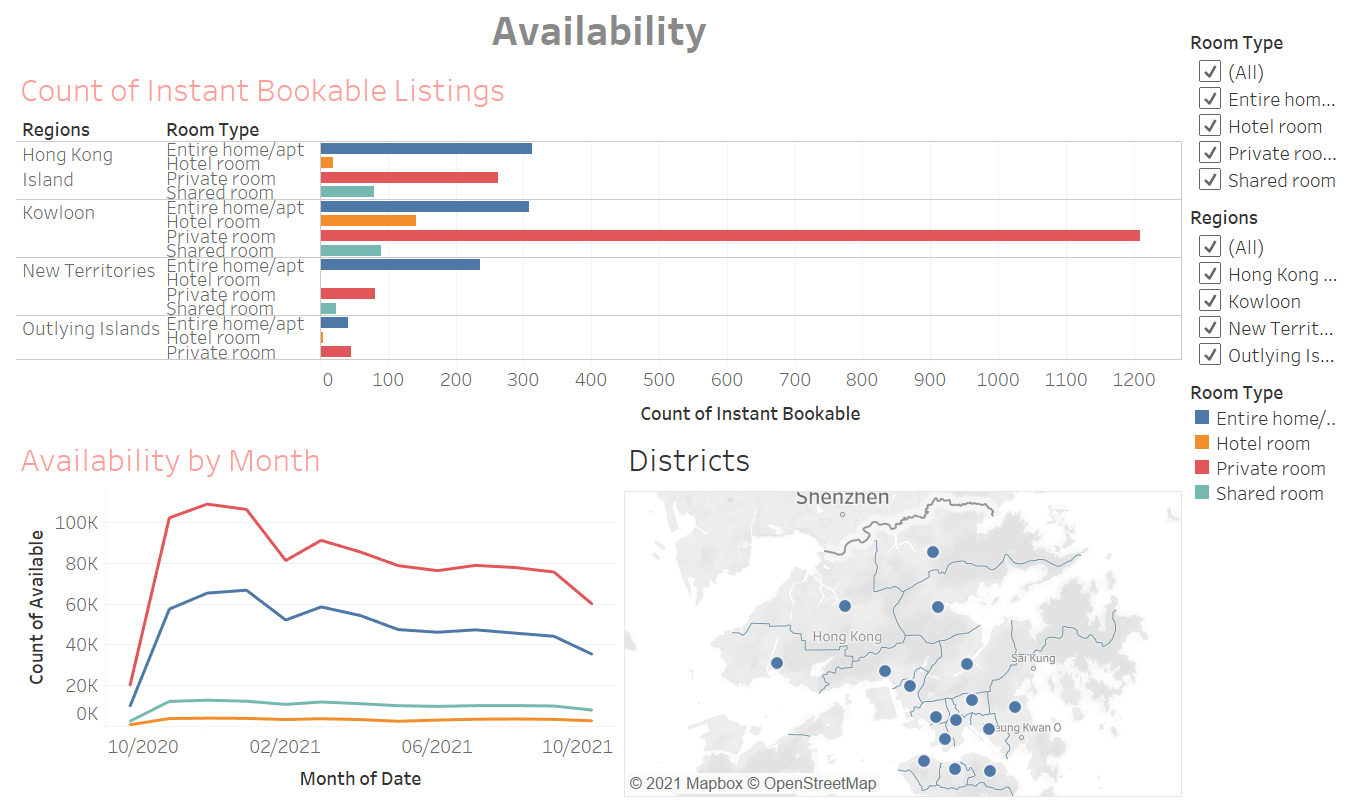 Availability
Count of Instant Bookable Listings
Regions Room Type
Hong Kong Island
Entire home/apt
Hotel room
Private room
Shared room
Kowloon
Entire home/apt
Hotel room
Private room
Shared room
New Territories
Entire home/apt
Hotel room
Private room
Shared room
Outlying Islands
Entire home/apt
Hotel room
Private room
0 100 200 300 400 500 600 700 800 900 1000 1100 1200
Count of Instant Bookable
Availability by Month
Count of Available
100K
80K
60K
40K
20K
0K
10/2020 02/2021 06/2021 10/2021
Month of Date
Districts
Shenzhen
Hong Kong
Sai Kung
eung Kwan O
© 2021 Mapbox © OpenStreetMap
Room Type
(All)
Entire hom...
Hotel room
Private roo...
Shared room
Regions
(All)
Hong Kong ...
Kowloon
New Territ...
Outlying Is...
Room Type
Entire home/..
Hotel room
Private room
Shared room